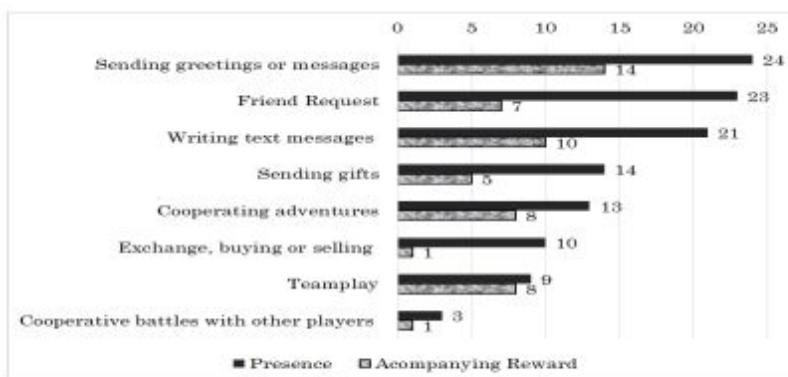 0 5 10 15 20 25
Sending greetings or messages 24
14
Friend Request 23
7
Writing text messages 21
10
Sending gifts 14
5
Cooperating adventures 13
8
Exchange, buying or selling 10
1
Teamplay 9
8
Cooperative battles with other players 3
1
Presence Acompanying Reward